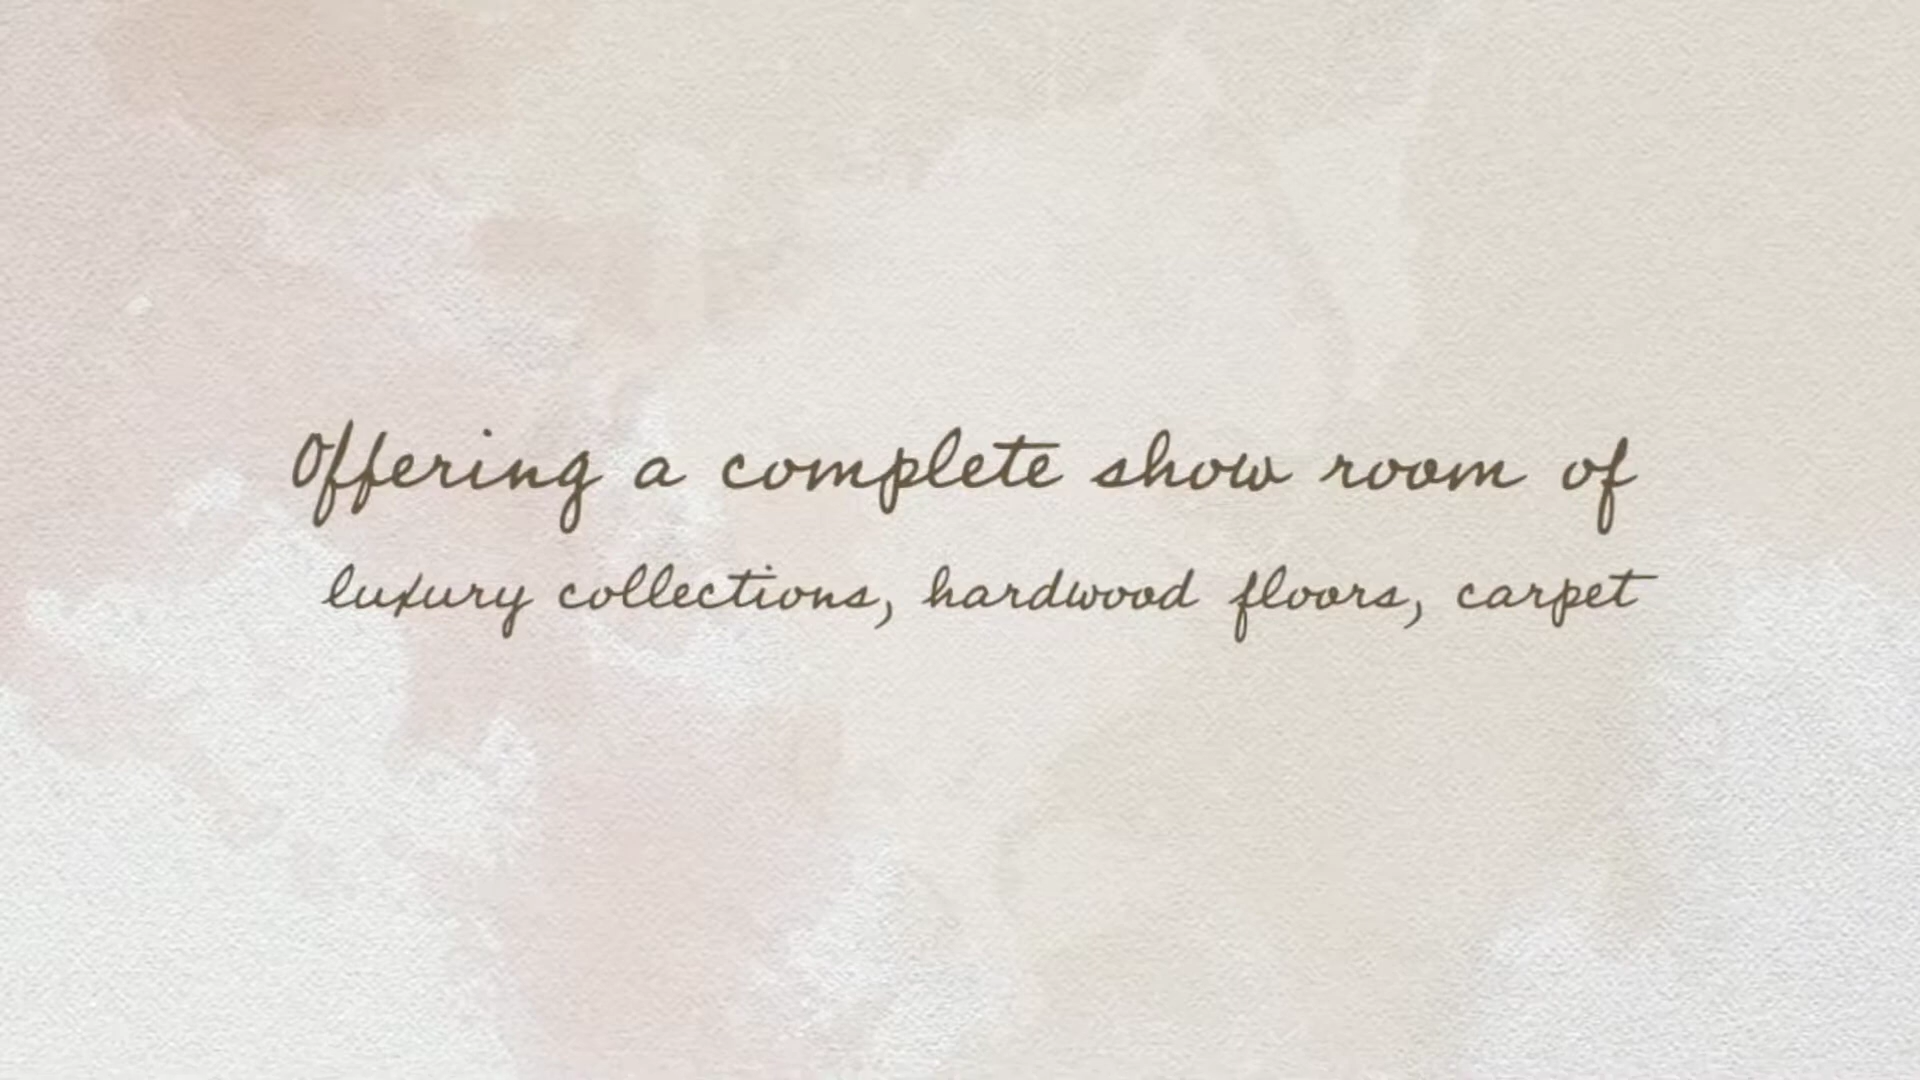 Offering a complete show room of
luxury collections, hardwood floors, carpet